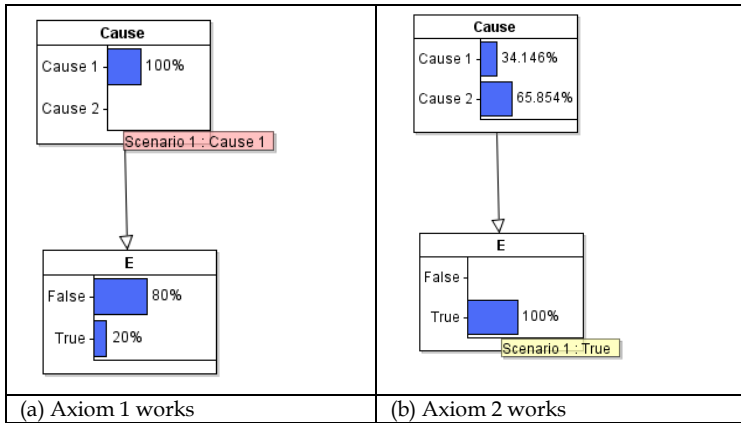 Cause
Cause 1
100%
Cause 2
Scenario 1 : Cause 1
E
False
80%
True
20%
(a) Axiom 1 works
Cause
Cause 1
34.146%
Cause 2
65.854%
E
False
True
100%
Scenario 1 : True
(b) Axiom 2 works